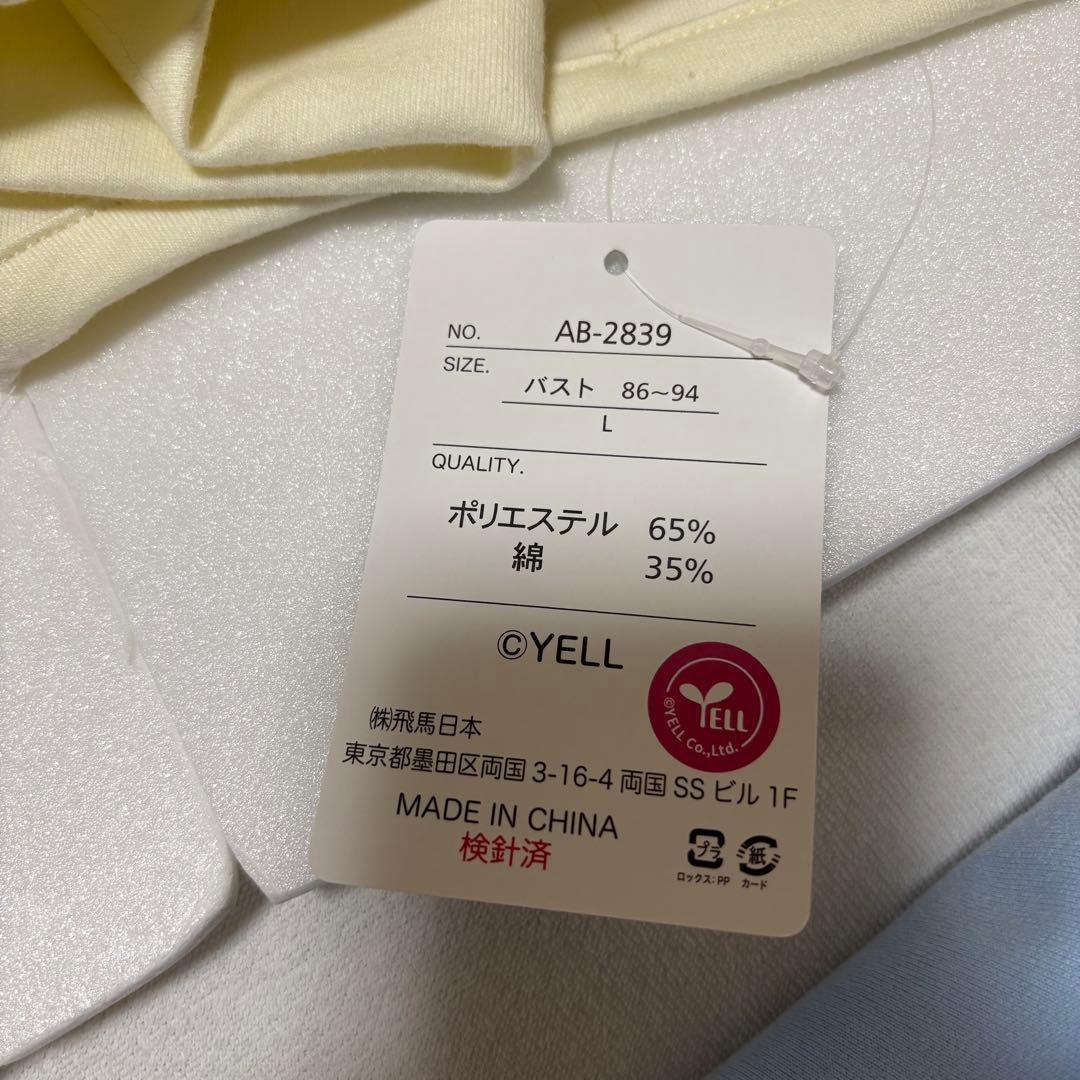 NO. AB-2839
SIZE.
バスト 86~94
L
QUALITY.
ポリエステル 65%
綿 35%
©YELL
YELL
©YELL Co.,Ltd.
㈱飛馬日本
東京都墨田区両国 3-16-4 両国 SS ビル 1F
MADE IN CHINA
検針済
プラ 紙
ロックス:PP カード